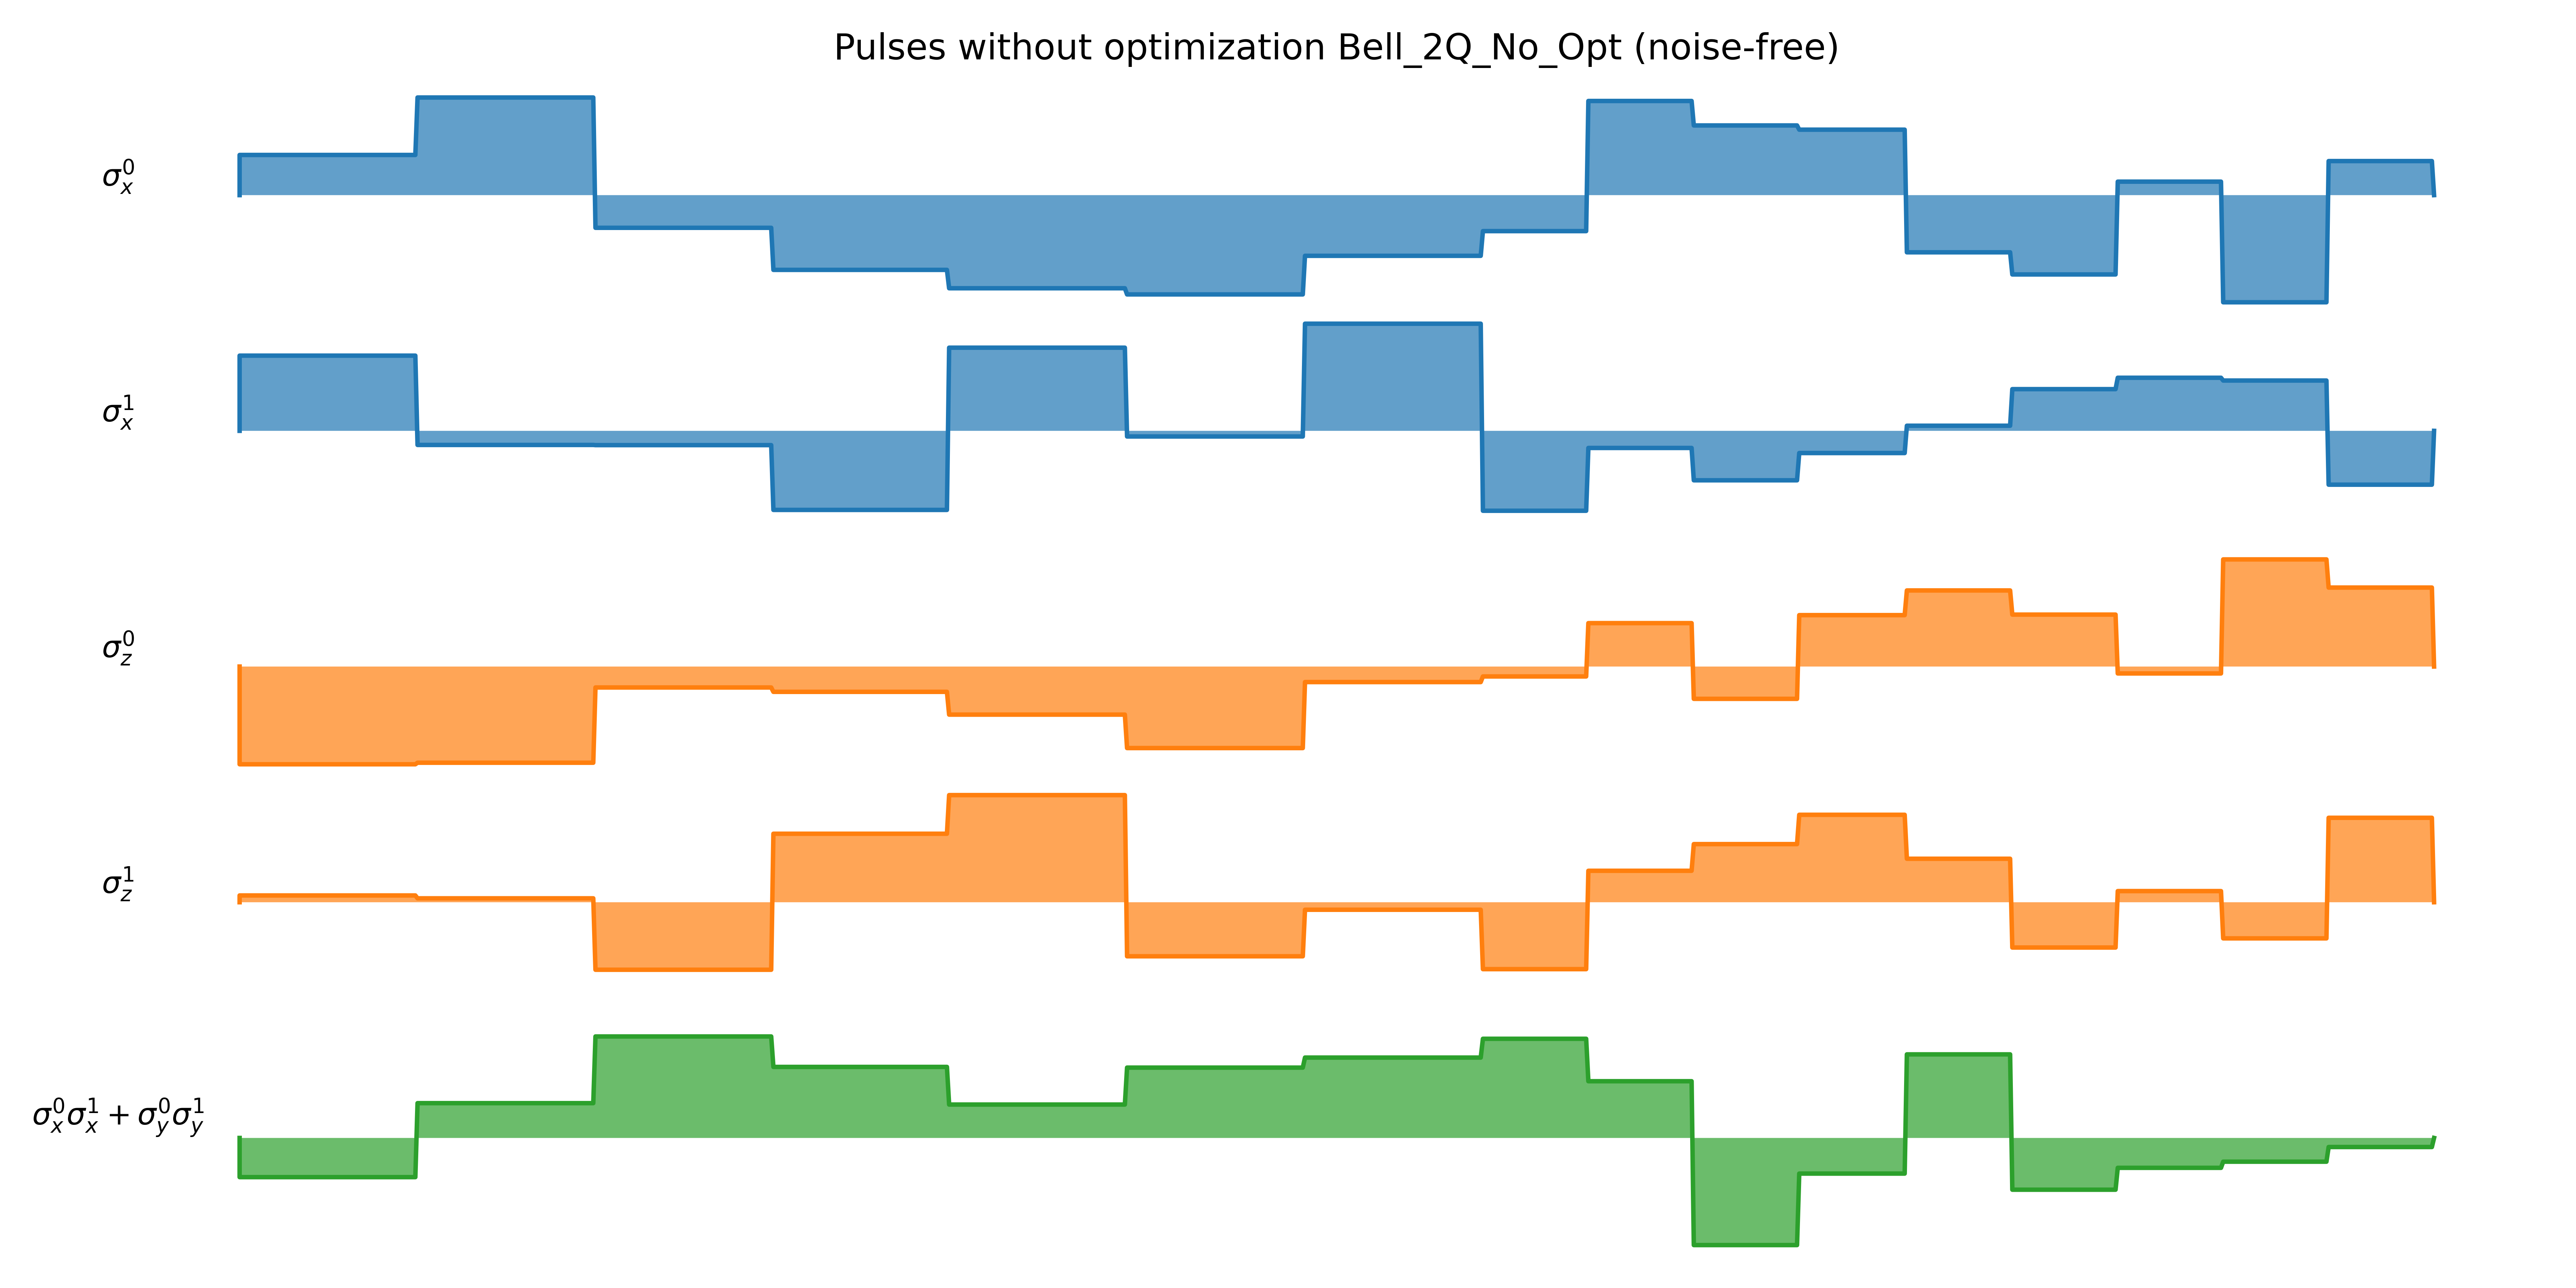 Pulses without optimization Bell_2Q_No_Opt (noise-free)
σ_x^0
σ_x^1
σ_z^0
σ_z^1
σ_x^0σ_x^1 + σ_y^0σ_y^1